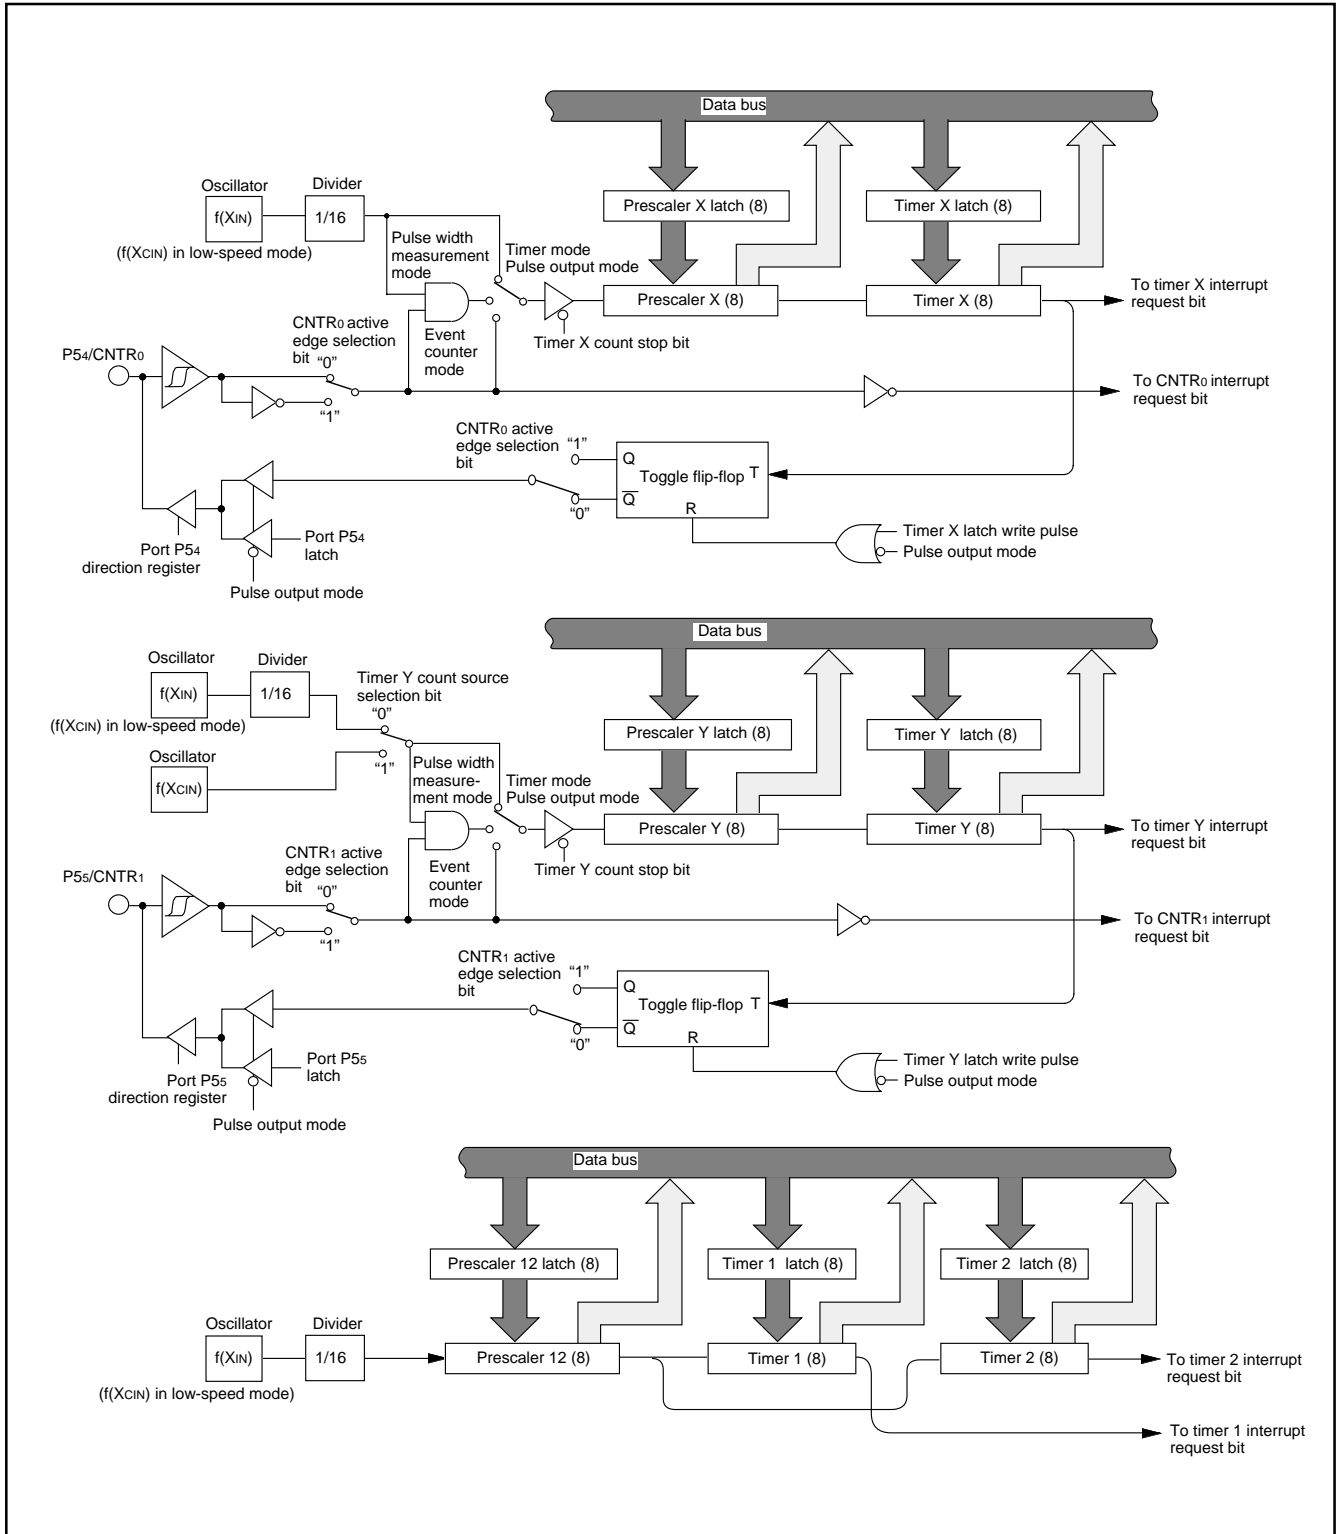 Data bus
Oscillator
Divider
f(XIN)
1/16
Prescaler X latch (8)
Timer X latch (8)
(f(XCIN) in low-speed mode)
Pulse width
measurement
mode
Timer mode
Pulse output mode
Prescaler X (8)
Timer X (8)
To timer X interrupt
request bit
CNTR0 active
edge selection
bit
"0"
Event
counter
mode
Timer X count stop bit
P54/CNTR0
"1"
To CNTR0 interrupt
request bit
CNTR0 active
edge selection
bit
"1"
Q
Toggle flip-flop
T
Q
"0"
R
Port P54
latch
Port P54
direction register
Timer X latch write pulse
Pulse output mode
Pulse output mode
Data bus
Oscillator
Divider
f(XIN)
1/16
Timer Y count source
selection bit
"0"
(f(XCIN) in low-speed mode)
Prescaler Y latch (8)
Timer Y latch (8)
Oscillator
f(XCIN)
"1"
Pulse width
measure-
ment mode
Timer mode
Pulse output mode
Prescaler Y (8)
Timer Y (8)
To timer Y interrupt
request bit
CNTR1 active
edge selection
bit
"0"
Event
counter
mode
Timer Y count stop bit
P55/CNTR1
"1"
To CNTR1 interrupt
request bit
CNTR1 active
edge selection
bit
"1"
Q
Toggle flip-flop
T
Q
"0"
R
Port P55
latch
Port P55
direction register
Timer Y latch write pulse
Pulse output mode
Pulse output mode
Data bus
Prescaler 12 latch (8)
Timer 1 latch (8)
Timer 2 latch (8)
Oscillator
Divider
f(XIN)
1/16
Prescaler 12 (8)
Timer 1 (8)
Timer 2 (8)
To timer 2 interrupt
request bit
(f(XCIN) in low-speed mode)
To timer 1 interrupt
request bit